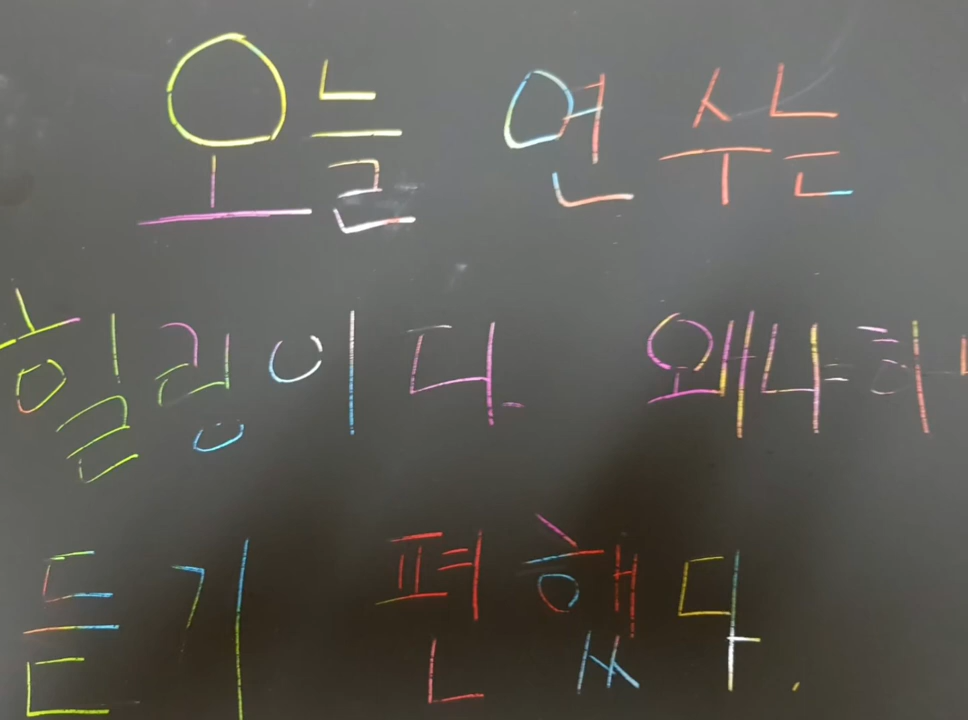 오늘 연수는
힐링이다. 왜냐하
듣기 편했다.